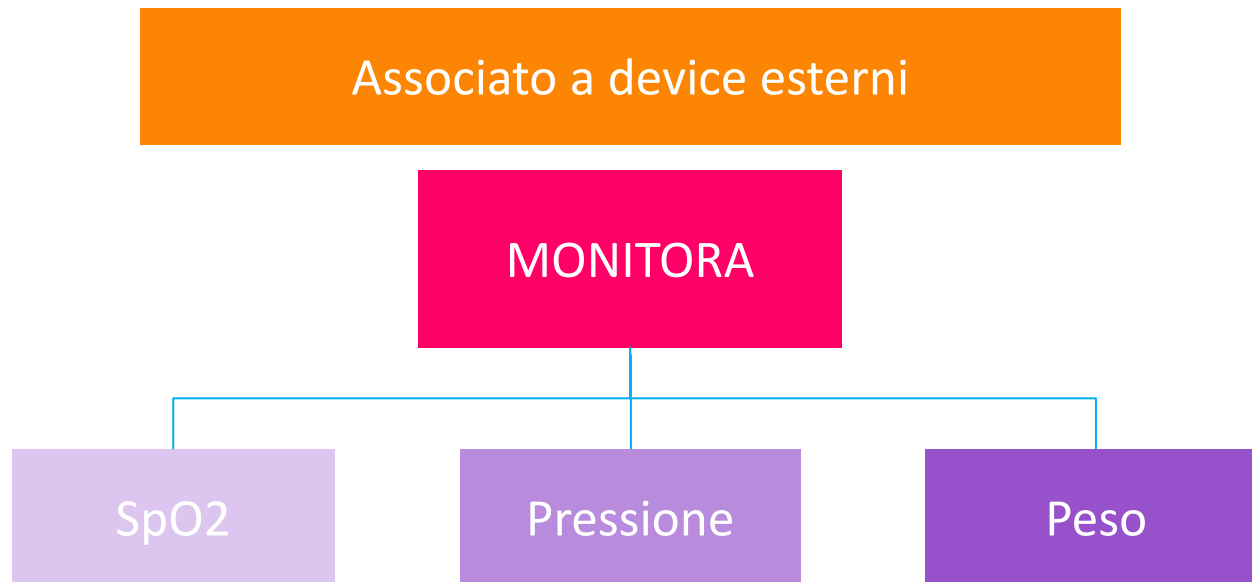 Associato a device esterni
MONITORA
SpO2
Pressione
Peso